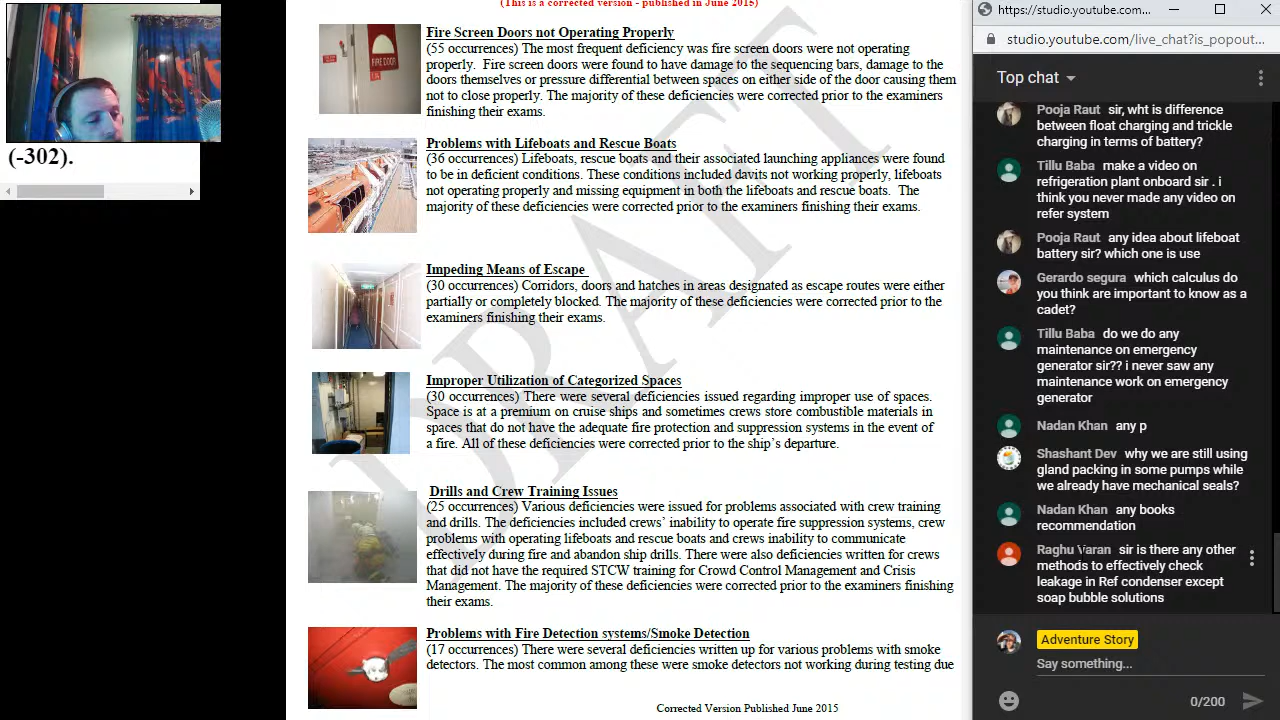 (This is a corrected version - published in June 2015)
Fire Screen Doors not Operating Properly
(55 occurrences) The most frequent deficiency was fire screen doors were not operating
properly.  Fire screen doors were found to have damage to the sequencing bars, damage to the
doors themselves or pressure differential between spaces on either side of the door causing them
not to close properly. The majority of these deficiencies were corrected prior to the examiners
finishing their exams.
FIRE DOOR
Problems with Lifeboats and Rescue Boats
(36 occurrences) Lifeboats, rescue boats and their associated launching appliances were found
to be in deficient conditions. These conditions included davits not working properly, lifeboats
not operating properly and missing equipment in both the lifeboats and rescue boats.  The
majority of these deficiencies were corrected prior to the examiners finishing their exams.
(-302).
Impeding Means of Escape
(30 occurrences) Corridors, doors and hatches in areas designated as escape routes were either
partially or completely blocked. The majority of these deficiencies were corrected prior to the
examiners finishing their exams.
Improper Utilization of Categorized Spaces
(30 occurrences) There were several deficiencies issued regarding improper use of spaces.
Space is at a premium on cruise ships and sometimes crews store combustible materials in
spaces that do not have the adequate fire protection and suppression systems in the event of
a fire. All of these deficiencies were corrected prior to the ship's departure.
Drills and Crew Training Issues
(25 occurrences) Various deficiencies were issued for problems associated with crew training
and drills. The deficiencies included crews' inability to operate fire suppression systems, crew
problems with operating lifeboats and rescue boats and crews inability to communicate
effectively during fire and abandon ship drills. There were also deficiencies written for crews
that did not have the required STCW training for Crowd Control Management and Crisis
Management. The majority of these deficiencies were corrected prior to the examiners finishing
their exams.
Problems with Fire Detection systems/Smoke Detection
(17 occurrences) There were several deficiencies written up for various problems with smoke
detectors. The most common among these were smoke detectors not working during testing due
Corrected Version Published June 2015
DRAFT
https://studio.youtube.com...
studio.youtube.com/live_chat?is_popout...
Top chat
Pooja Raut sir, wht is difference
between float charging and trickle
charging in terms of battery?
Tillu Baba make a video on
refrigeration plant onboard sir . i
think you never made any video on
refer system
Pooja Raut any idea about lifeboat
battery sir? which one is use
Gerardo segura which calculus do
you think are important to know as a
cadet?
Tillu Baba do we do any
maintenance on emergency
generator sir?? i never saw any
maintenance work on emergency
generator
Nadan Khan any p
Shashant Dev why we are still using
gland packing in some pumps while
we already have mechanical seals?
Nadan Khan any books
recommendation
Raghu Varan sir is there any other
methods to effectively check
leakage in Ref condenser except
soap bubble solutions
Adventure Story
Say something...
0/200